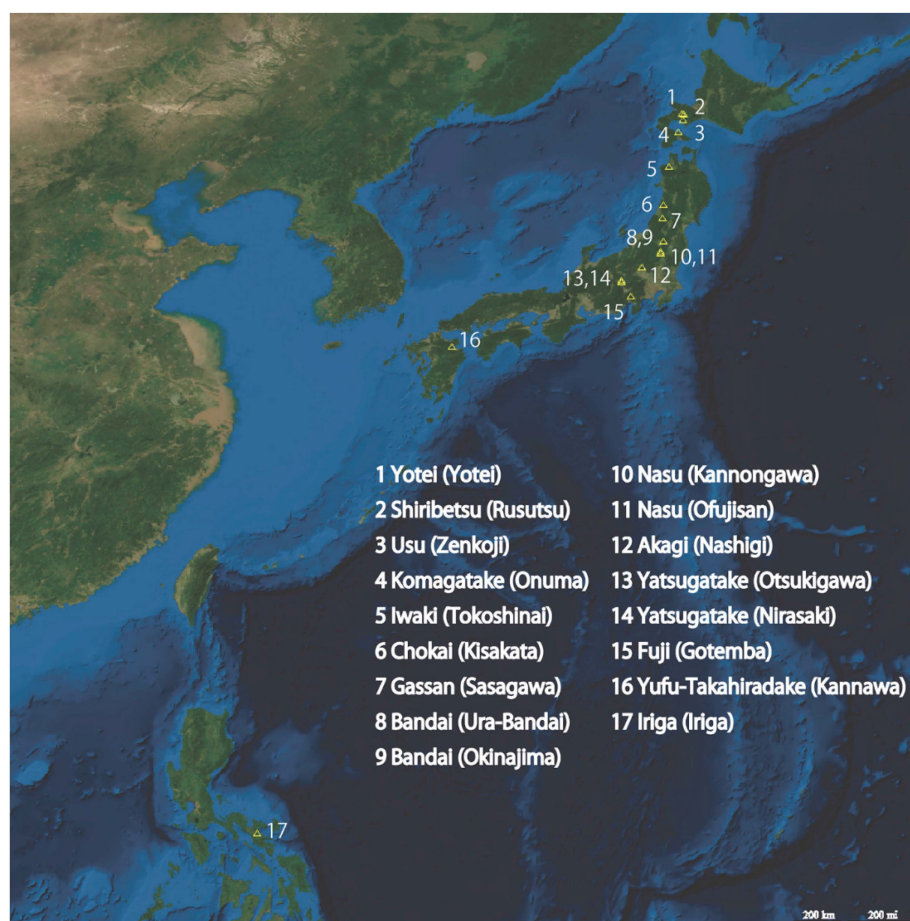 1
2
4
3
5
6
7
8,9
10,11
12
13,14
15
16
1 Yotei (Yotei)
2 Shiribetsu (Rusutsu)
3 Usu (Zenkoji)
4 Komagatake (Onuma)
5 Iwaki (Tokoshinai)
6 Chokai (Kisakata)
7 Gassan (Sasagawa)
8 Bandai (Ura-Bandai)
9 Bandai (Okinajima)
10 Nasu (Kannongawa)
11 Nasu (Ofujisan)
12 Akagi (Nashigi)
13 Yatsugatake (Otsukigawa)
14 Yatsugatake (Nirasaki)
15 Fuji (Gotemba)
16 Yufu-Takahiradake (Kannawa)
17 Iriga (Iriga)
17
200 km 200 mi